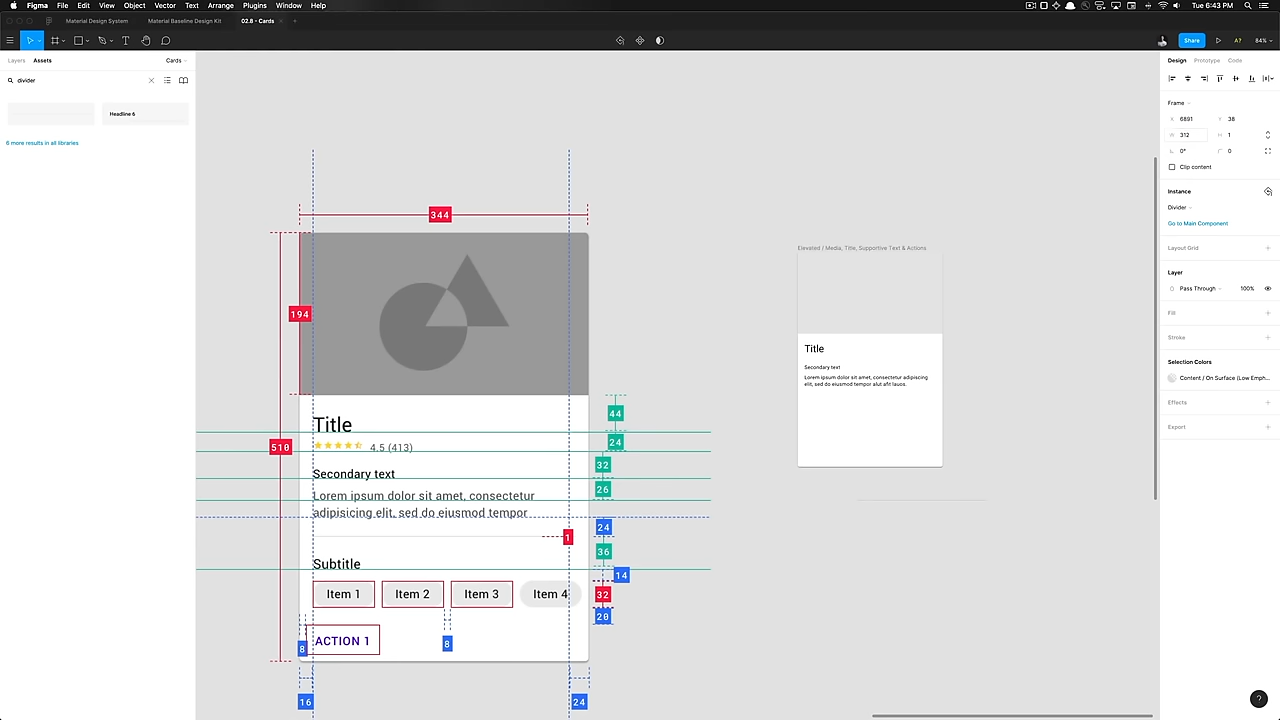 Figma File Edit View Object Vector Text Arrange Plugins Window Help
Tue 6:43 PM
Material Design System
Material Baseline Design Kit
02.8 - Cards
Share
A?
84%
Layers
Assets
Cards
divider
Headline 6
6 more results in all libraries
344
194
510
Title
4.5 (413)
Secondary text
Lorem ipsum dolor sit amet, consectetur
adipisicing elit, sed do eiusmod tempor
1
Subtitle
Item 1
Item 2
Item 3
Item 4
ACTION 1
8
8
16
24
44
24
32
26
24
36
14
32
20
Elevated / Media, Title, Supportive Text & Actions
Title
Secondary text
Lorem ipsum dolor sit amet, consectetur adipiscing
elit, sed do eiusmod tempor alut afit lauos.
Design
Prototype
Code
Frame
X 6891
Y 38
W 312
H 1
0°
0
Clip content
Instance
Divider
Go to Main Component
Layout Grid
Layer
Pass Through
100%
Fill
Stroke
Selection Colors
Content / On Surface (Low Emph...
Effects
Export
?